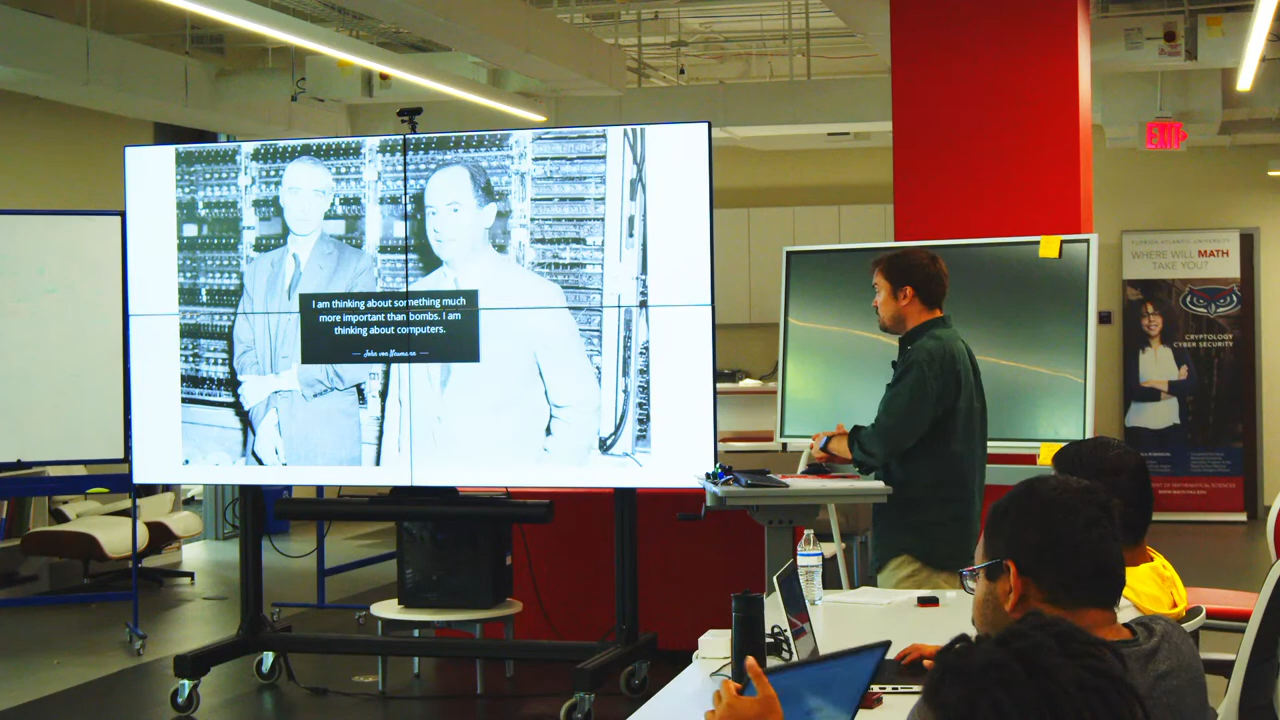 I am thinking about something much
more important than bombs. I am
thinking about computers.
— John von Neumann —
EXIT
FLORIDA ATLANTIC UNIVERSITY
WHERE WILL MATH
TAKE YOU?
CRYPTOLOGY
CYBER SECURITY